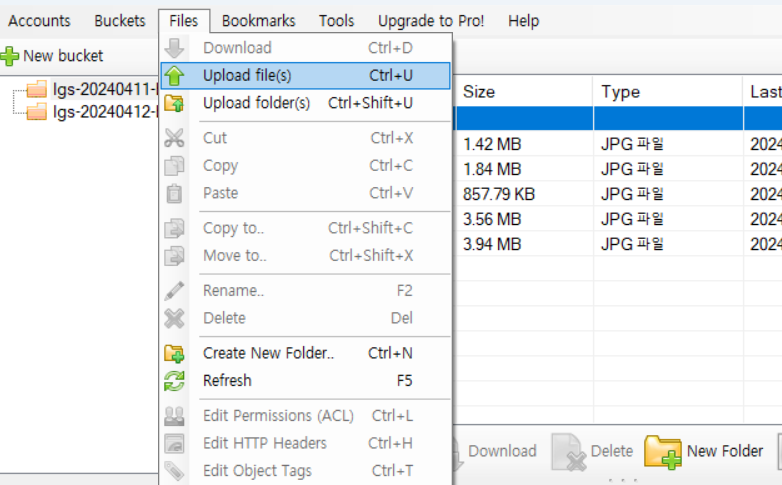 Accounts Buckets Files Bookmarks Tools Upgrade to Pro! Help
New bucket
lgs-20240411-
lgs-20240412-
Download Ctrl+D
Upload file(s) Ctrl+U
Upload folder(s) Ctrl+Shift+U
Cut Ctrl+X
Copy Ctrl+C
Paste Ctrl+V
Copy to.. Ctrl+Shift+C
Move to.. Ctrl+Shift+X
Rename.. F2
Delete Del
Create New Folder.. Ctrl+N
Refresh F5
Edit Permissions (ACL) Ctrl+L
Edit HTTP Headers Ctrl+H
Edit Object Tags Ctrl+T
Size Type Last
1.42 MB JPG 파일 2024
1.84 MB JPG 파일 2024
857.79 KB JPG 파일 2024
3.56 MB JPG 파일 2024
3.94 MB JPG 파일 2024
Download Delete New Folder